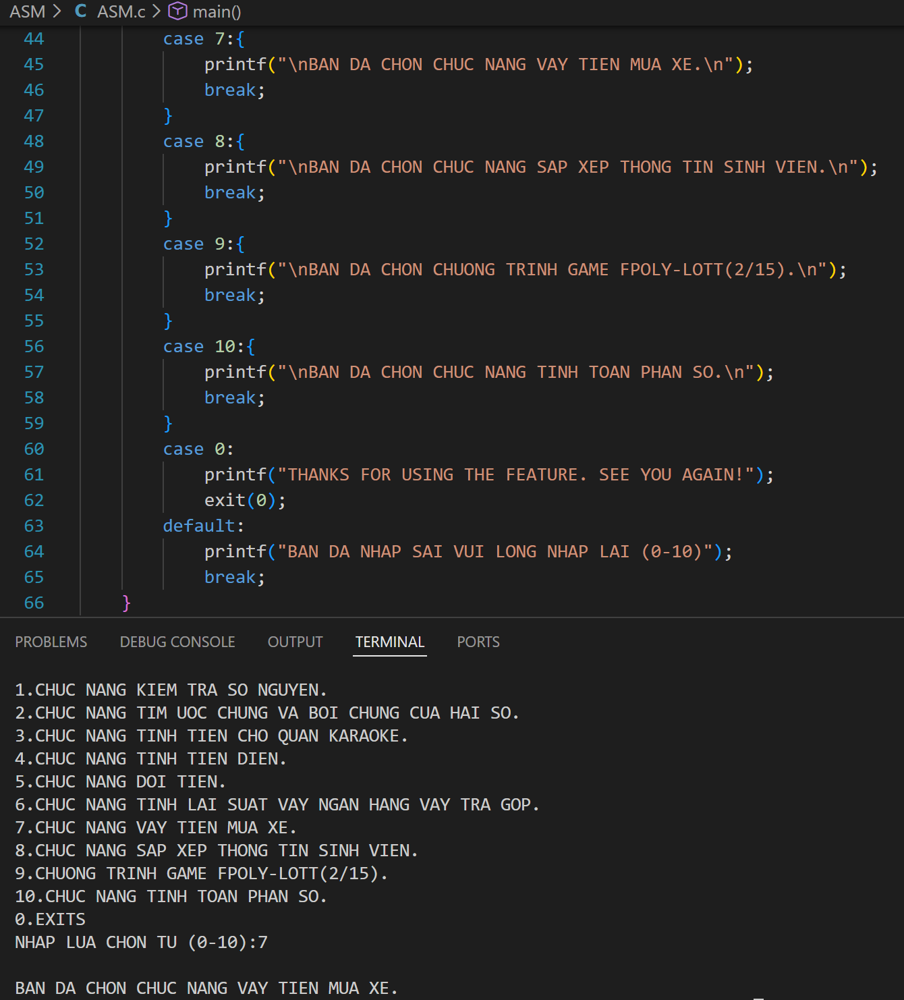 ASM > C ASM.c > main()
44 case 7:{
45 printf("\nBAN DA CHON CHUC NANG VAY TIEN MUA XE.\n");
46 break;
47 }
48 case 8:{
49 printf("\nBAN DA CHON CHUC NANG SAP XEP THONG TIN SINH VIEN.\n");
50 break;
51 }
52 case 9:{
53 printf("\nBAN DA CHON CHUONG TRINH GAME FPOLY-LOTT(2/15).\n");
54 break;
55 }
56 case 10:{
57 printf("\nBAN DA CHON CHUC NANG TINH TOAN PHAN SO.\n");
58 break;
59 }
60 case 0:
61 printf("THANKS FOR USING THE FEATURE. SEE YOU AGAIN!");
62 exit(0);
63 default:
64 printf("BAN DA NHAP SAI VUI LONG NHAP LAI (0-10)");
65 break;
66 }
PROBLEMS DEBUG CONSOLE OUTPUT TERMINAL PORTS
1.CHUC NANG KIEM TRA SO NGUYEN.
2.CHUC NANG TIM UOC CHUNG VA BOI CHUNG CUA HAI SO.
3.CHUC NANG TINH TIEN CHO QUAN KARAOKE.
4.CHUC NANG TINH TIEN DIEN.
5.CHUC NANG DOI TIEN.
6.CHUC NANG TINH LAI SUAT VAY NGAN HANG VAY TRA GOP.
7.CHUC NANG VAY TIEN MUA XE.
8.CHUC NANG SAP XEP THONG TIN SINH VIEN.
9.CHUONG TRINH GAME FPOLY-LOTT(2/15).
10.CHUC NANG TINH TOAN PHAN SO.
0.EXITS
NHAP LUA CHON TU (0-10):7
BAN DA CHON CHUC NANG VAY TIEN MUA XE.